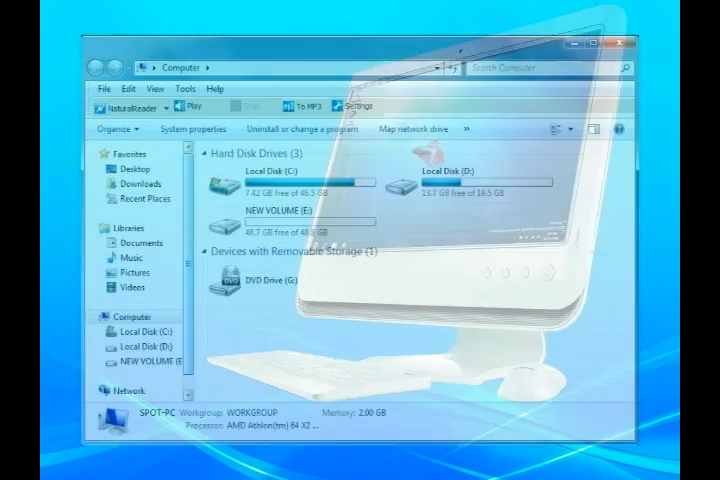 Computer
Search Computer
File Edit View Tools Help
NaturalReader Play Stop To MP3 Settings
Organize System properties Uninstall or change a program Map network drive »
Favorites
Desktop
Downloads
Recent Places
Libraries
Documents
Music
Pictures
Videos
Computer
Local Disk (C:)
Local Disk (D:)
NEW VOLUME (E
Network
Hard Disk Drives (3)
Local Disk (C:)
7.42 GB free of 46.5 GB
Local Disk (D:)
13.7 GB free of 19.5 GB
NEW VOLUME (E:)
48.7 GB free of 48.8 GB
Devices with Removable Storage (1)
DVD Drive (G:)
SPOT-PC Workgroup: WORKGROUP Memory: 2.00 GB
Processor: AMD Athlon(tm) 64 X2 ...